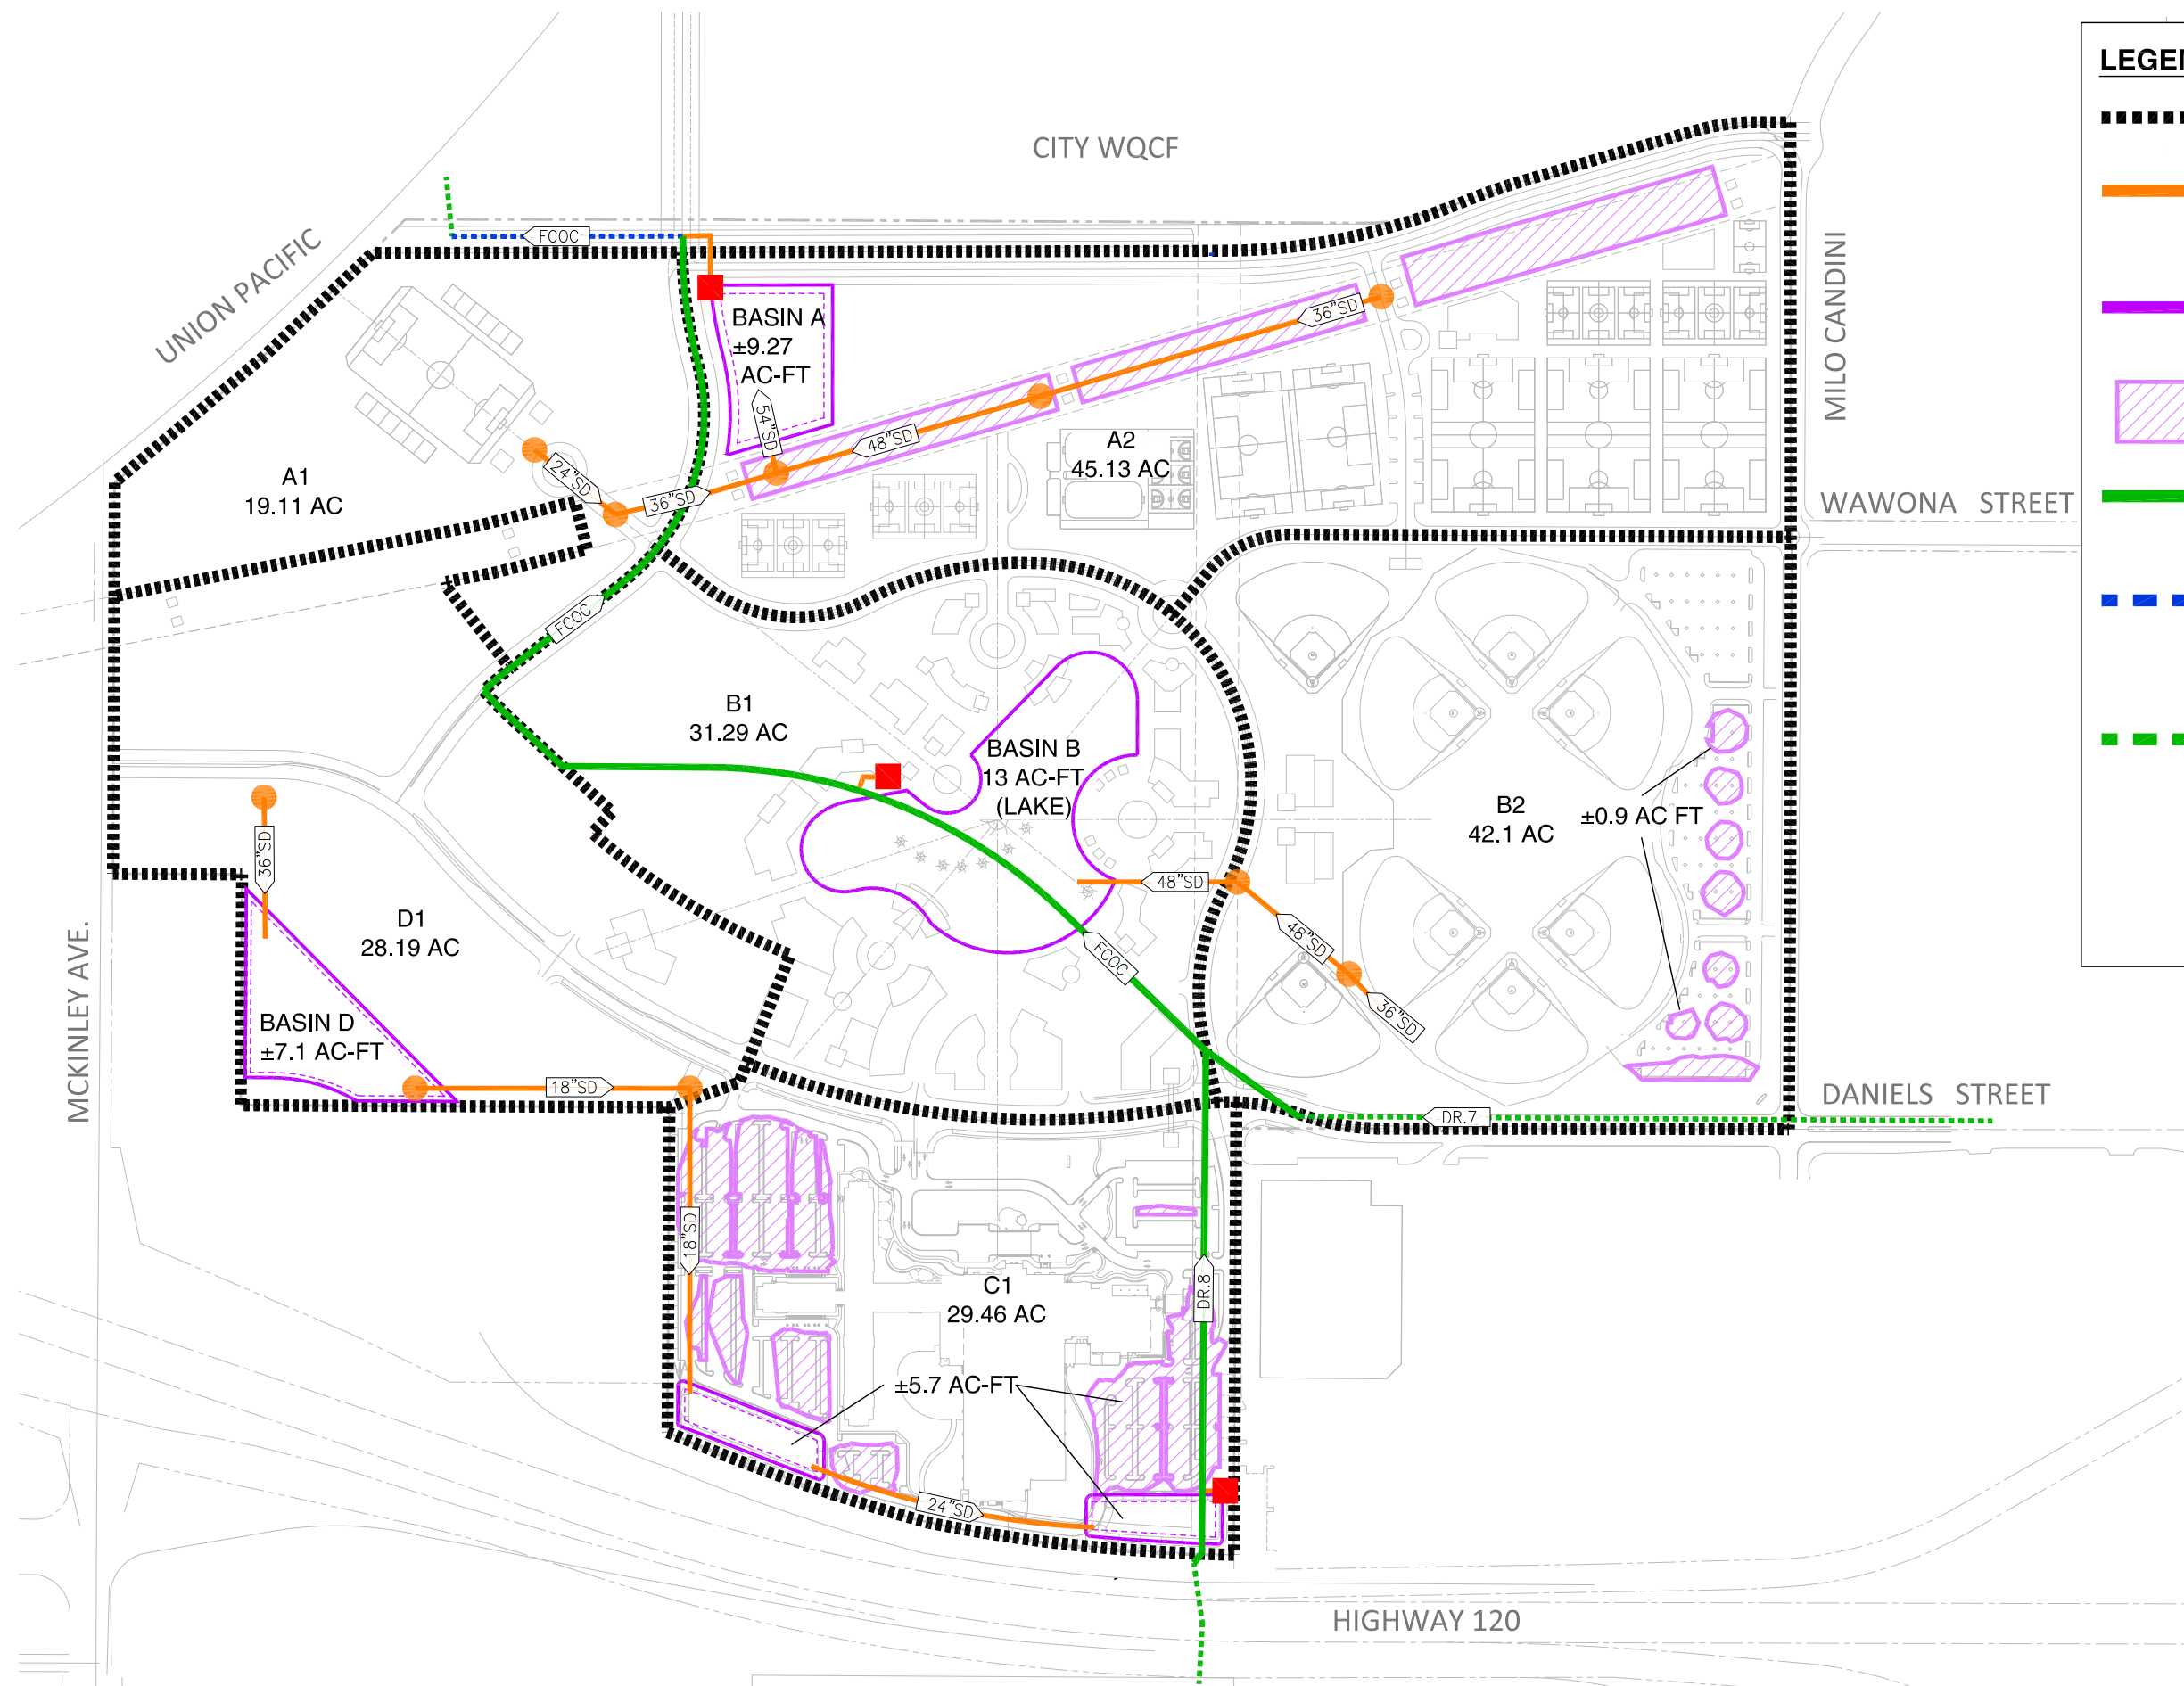 LEGEN
CITY WQCF
FCOC
UNION PACIFIC
MILO CANDINI
BASIN A
±9.27
AC-FT
36"SD
54"SD
48"SD
A2
45.13 AC
A1
19.11 AC
24"SD
36"SD
WAWONA STREET
FCOC
B1
31.29 AC
BASIN B
13 AC-FT
(LAKE)
B2
42.1 AC
±0.9 AC FT
36"SD
48"SD
D1
28.19 AC
48"SD
FCOC
36"SD
MCKINLEY AVE.
BASIN D
±7.1 AC-FT
18"SD
DR.7
DANIELS STREET
18"SD
C1
29.46 AC
DR.8
±5.7 AC-FT
24"SD
HIGHWAY 120